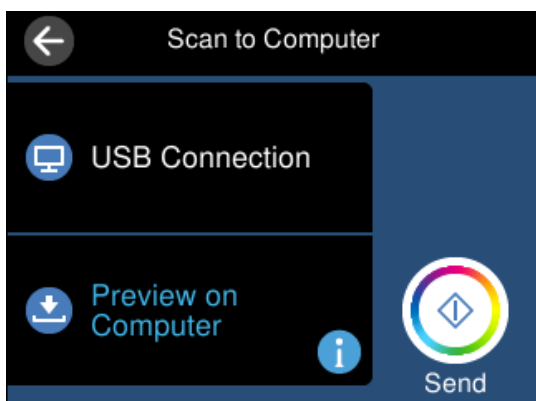 Scan to Computer
USB Connection
Preview on
Computer
i
Send